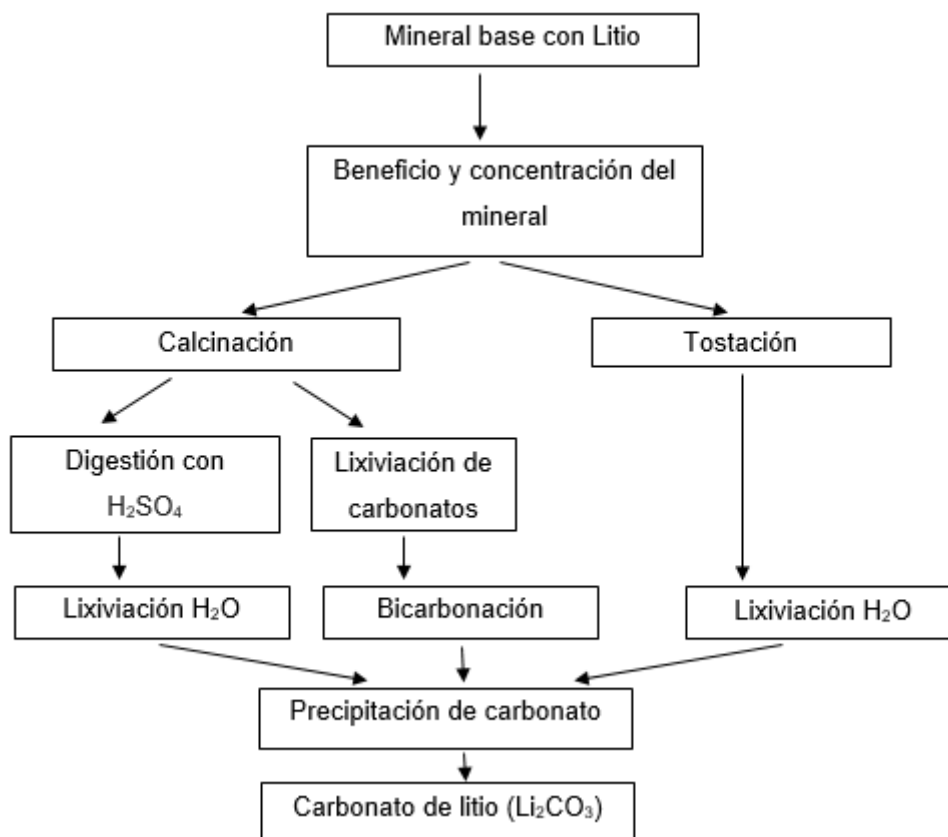 Mineral base con Litio
Beneficio y concentración del
mineral
Calcinación
Tostación
Digestión con
H₂SO₄
Lixiviación de
carbonatos
Lixiviación H₂O
Bicarbonación
Lixiviación H₂O
Precipitación de carbonato
Carbonato de litio (Li₂CO₃)